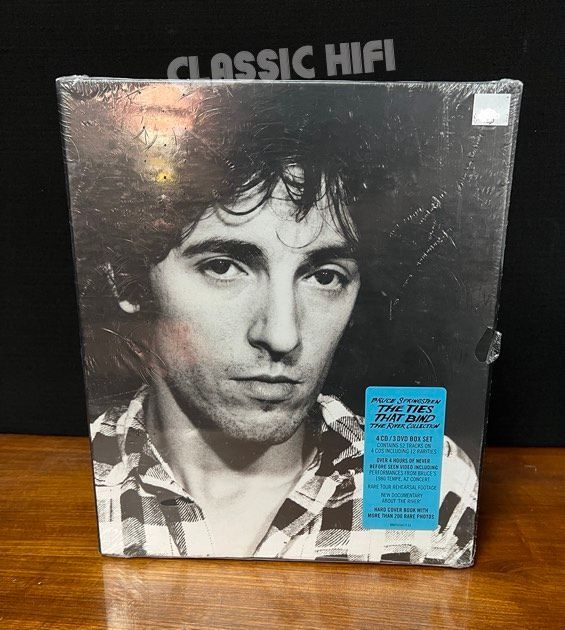 CLASSIC HIFI
BRUCE SPRINGSTEEN
THE TIES
THAT BIND
THE RIVER COLLECTION
4 CD / 3 DVD BOX SET
CONTAINS 52 TRACKS ON
4 CDS INCLUDING 12 RARITIES
OVER 4 HOURS OF NEVER
BEFORE SEEN VIDEO INCLUDING
PERFORMANCES FROM BRUCE'S
1980 TEMPE, AZ CONCERT
RARE TOUR REHEARSAL FOOTAGE
NEW DOCUMENTARY
ABOUT 'THE RIVER'
HARD COVER BOOK WITH
MORE THAN 200 RARE PHOTOS